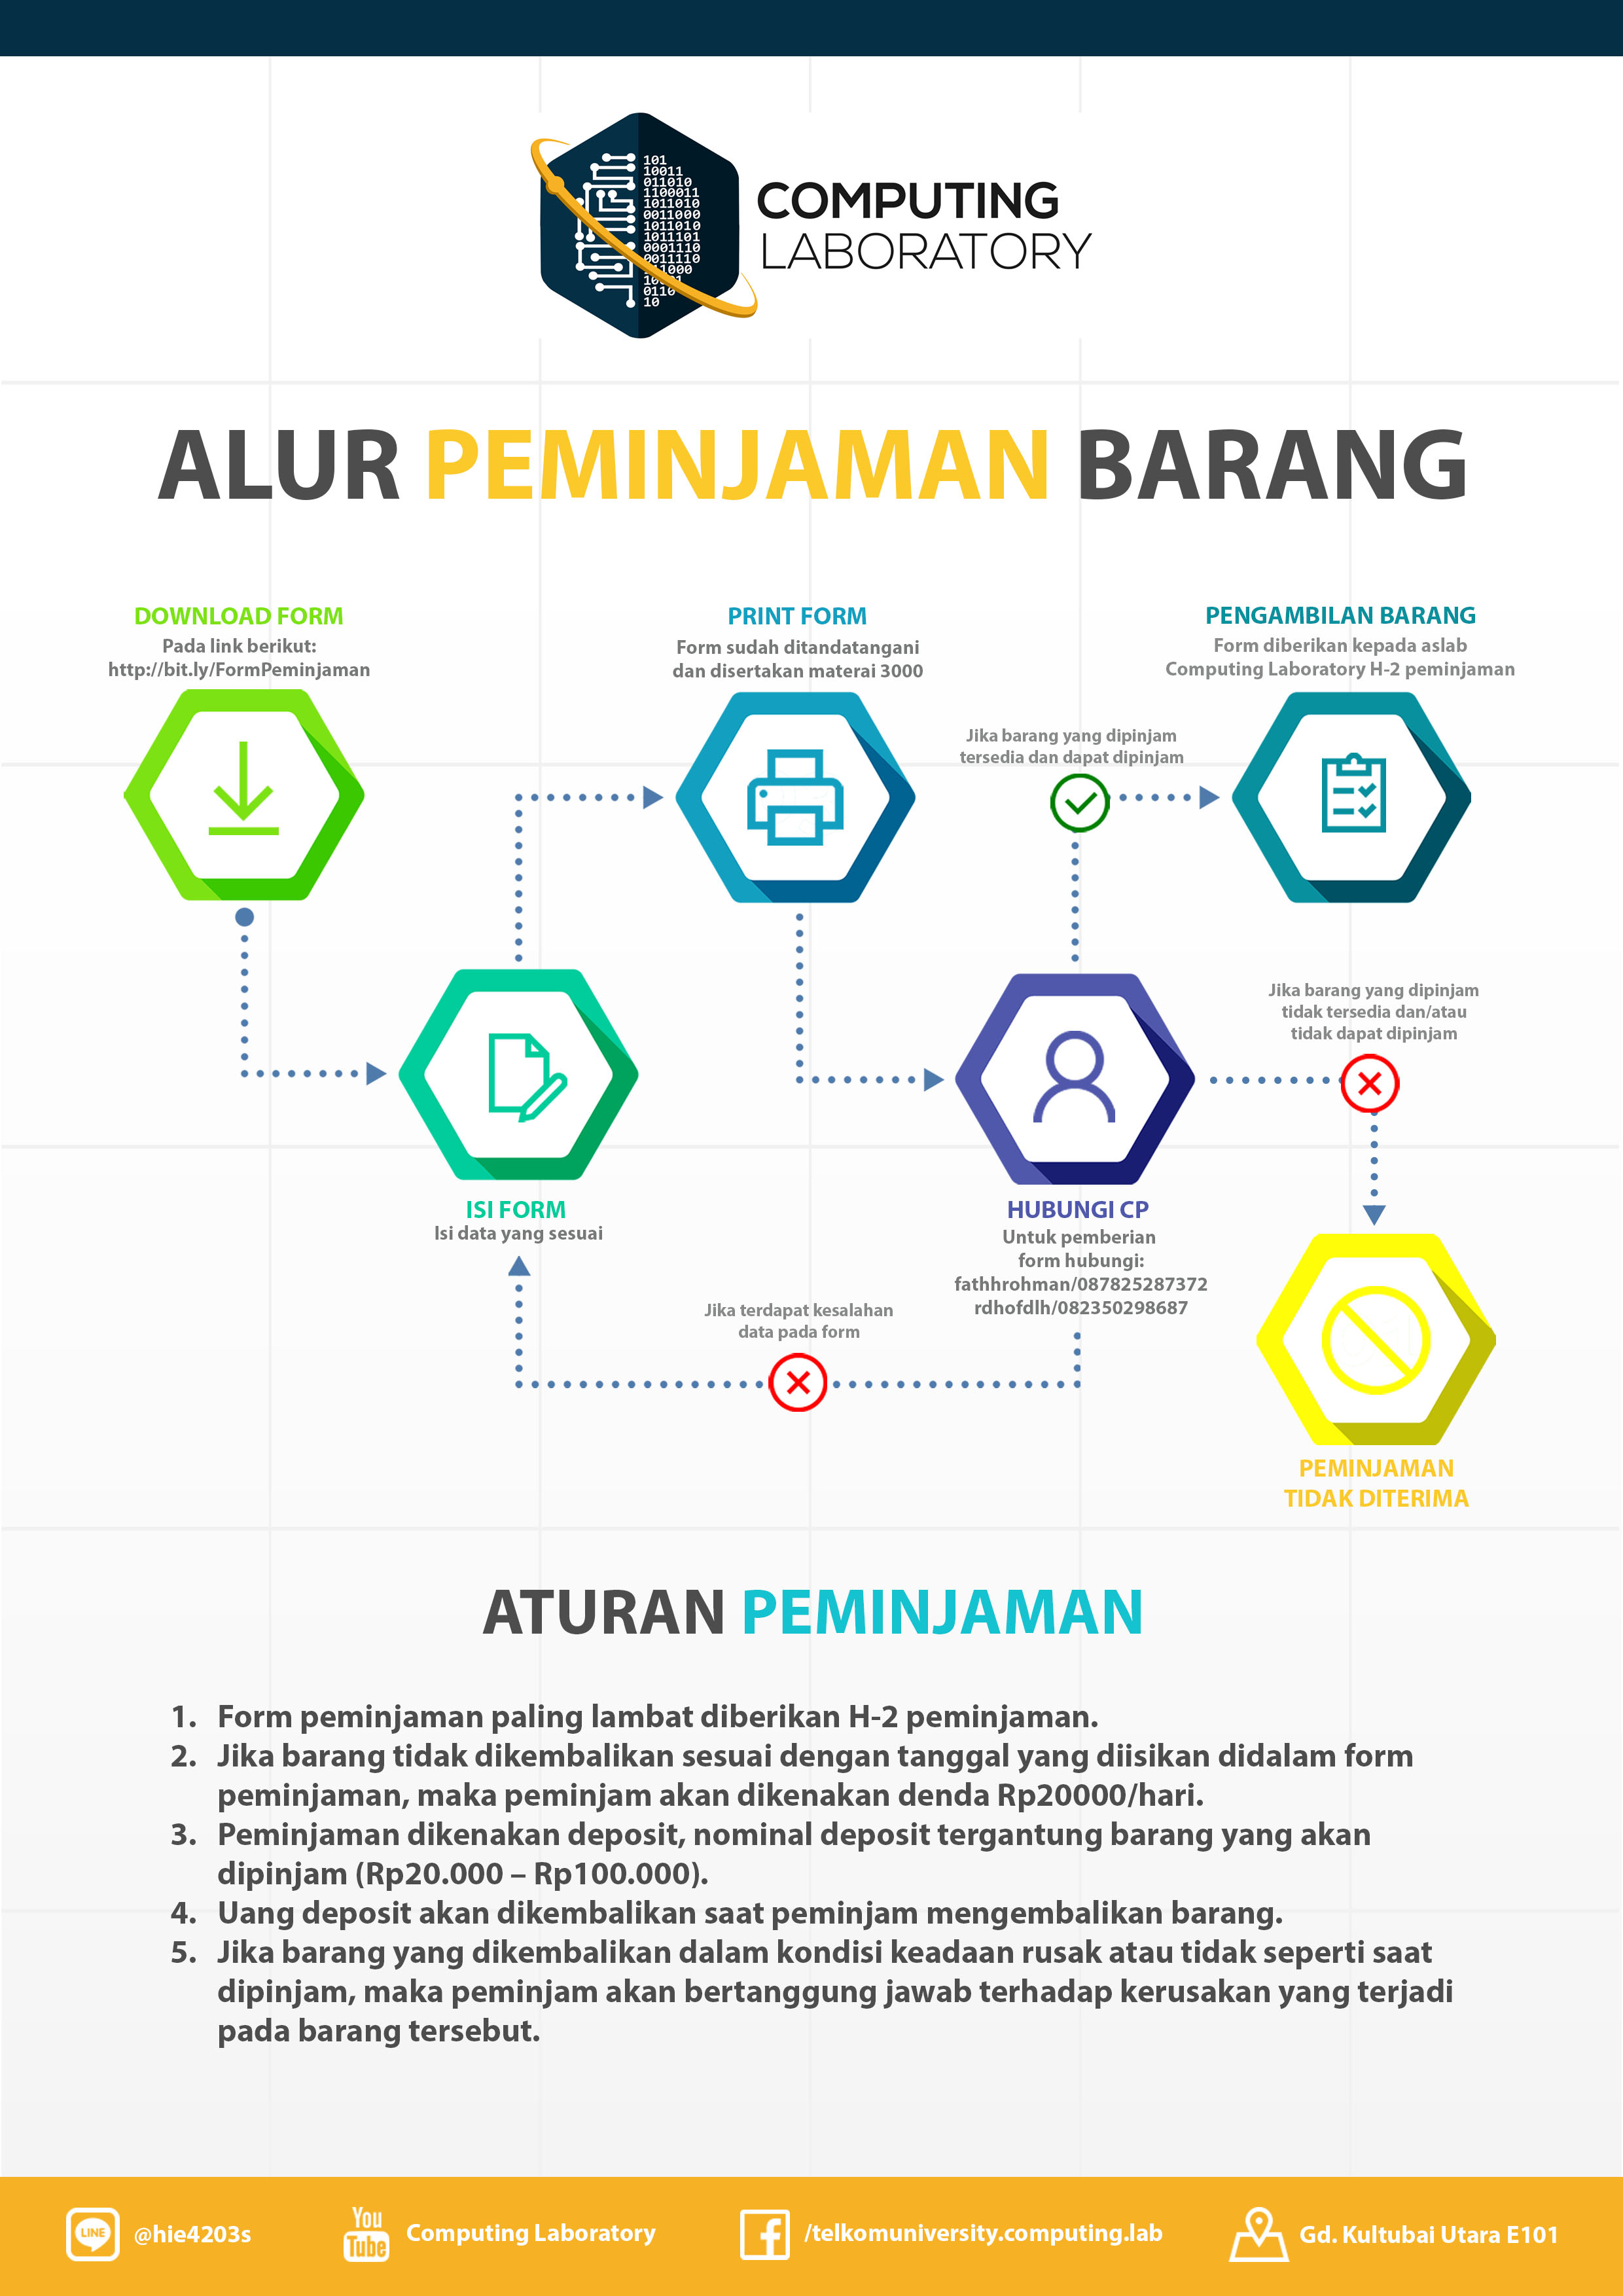 101
10011
011010
1100011
1011010
0011000
1011010
1011101
0001110
0011110
0110
10
COMPUTING
LABORATORY
ALUR PEMINJAMAN BARANG
DOWNLOAD FORM
Pada link berikut:
http://bit.ly/FormPeminjaman
PRINT FORM
Form sudah ditandatangani
dan disertakan materai 3000
PENGAMBILAN BARANG
Form diberikan kepada aslab
Computing Laboratory H-2 peminjaman
Jika barang yang dipinjam
tersedia dan dapat dipinjam
Jika barang yang dipinjam
tidak tersedia dan/atau
tidak dapat dipinjam
ISI FORM
Isi data yang sesuai
HUBUNGI CP
Untuk pemberian
form hubungi:
fathhrohman/087825287372
rdhofdlh/082350298687
Jika terdapat kesalahan
data pada form
PEMINJAMAN
TIDAK DITERIMA
ATURAN PEMINJAMAN
1. Form peminjaman paling lambat diberikan H-2 peminjaman.
2. Jika barang tidak dikembalikan sesuai dengan tanggal yang diisikan didalam form
peminjaman, maka peminjam akan dikenakan denda Rp20000/hari.
3. Peminjaman dikenakan deposit, nominal deposit tergantung barang yang akan
dipinjam (Rp20.000 – Rp100.000).
4. Uang deposit akan dikembalikan saat peminjam mengembalikan barang.
5. Jika barang yang dikembalikan dalam kondisi keadaan rusak atau tidak seperti saat
dipinjam, maka peminjam akan bertanggung jawab terhadap kerusakan yang terjadi
pada barang tersebut.
LINE @hie4203s
You Tube Computing Laboratory
f /telkomuniversity.computing.lab
Gd. Kultubai Utara E101